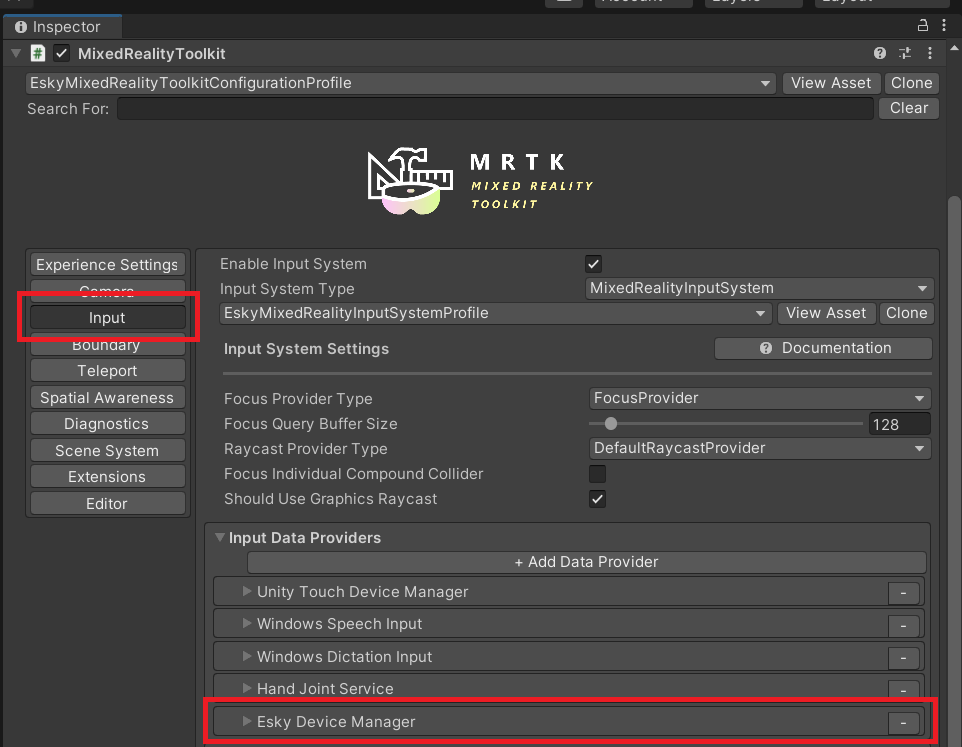 Account
Layers
Layout
Inspector
# MixedRealityToolkit
EskyMixedRealityToolkitConfigurationProfile View Asset Clone
Search For: Clear
MRTK
MIXED REALITY
TOOLKIT
Experience Settings
Camera
Input
Boundary
Teleport
Spatial Awareness
Diagnostics
Scene System
Extensions
Editor
Enable Input System
Input System Type MixedRealityInputSystem
EskyMixedRealityInputSystemProfile View Asset Clone
Input System Settings Documentation
Focus Provider Type FocusProvider
Focus Query Buffer Size 128
Raycast Provider Type DefaultRaycastProvider
Focus Individual Compound Collider
Should Use Graphics Raycast
Input Data Providers
+ Add Data Provider
Unity Touch Device Manager -
Windows Speech Input -
Windows Dictation Input -
Hand Joint Service -
Esky Device Manager -